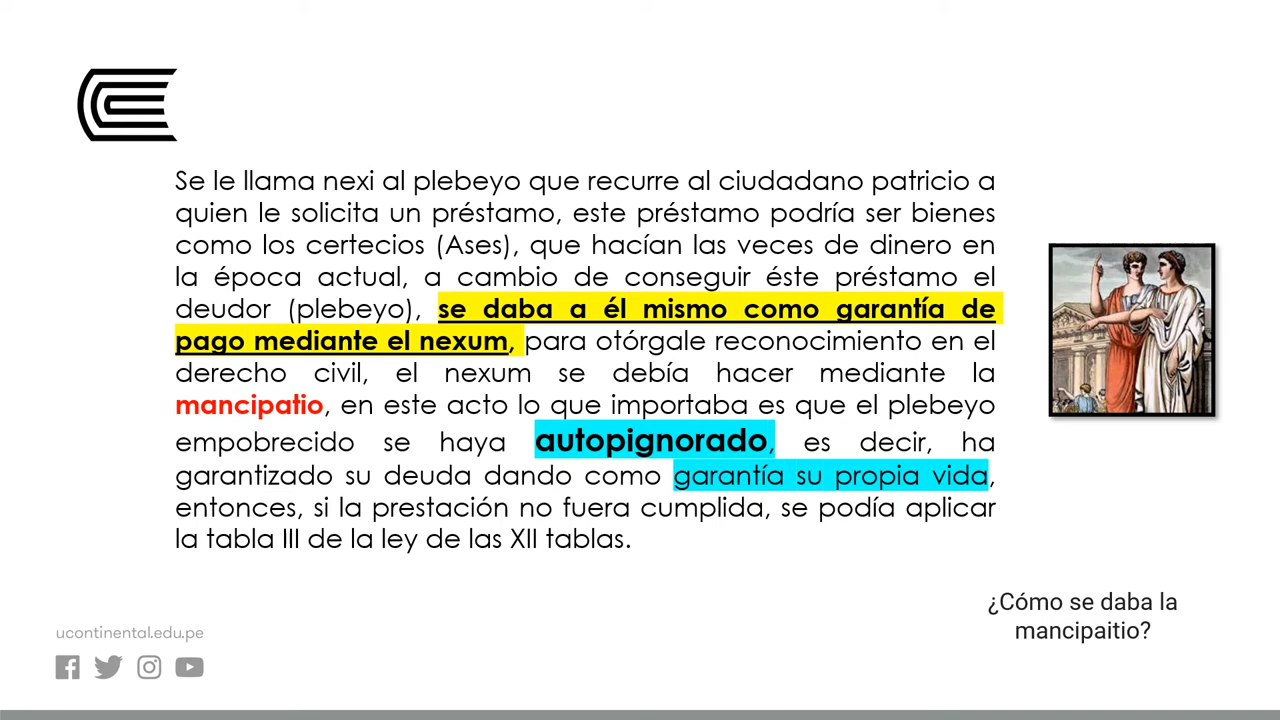 Se le llama nexi al plebeyo que recurre al ciudadano patricio a
quien le solicita un préstamo, este préstamo podría ser bienes
como los certecios (Ases), que hacían las veces de dinero en
la época actual, a cambio de conseguir éste préstamo el
deudor (plebeyo), se daba a él mismo como garantía de
pago mediante el nexum, para otórgale reconocimiento en el
derecho civil, el nexum se debía hacer mediante la
mancipatio, en este acto lo que importaba es que el plebeyo
empobrecido se haya autopignorado, es decir, ha
garantizado su deuda dando como garantía su propia vida,
entonces, si la prestación no fuera cumplida, se podía aplicar
la tabla III de la ley de las XII tablas.
¿Cómo se daba la
mancipaitio?
ucontinental.edu.pe